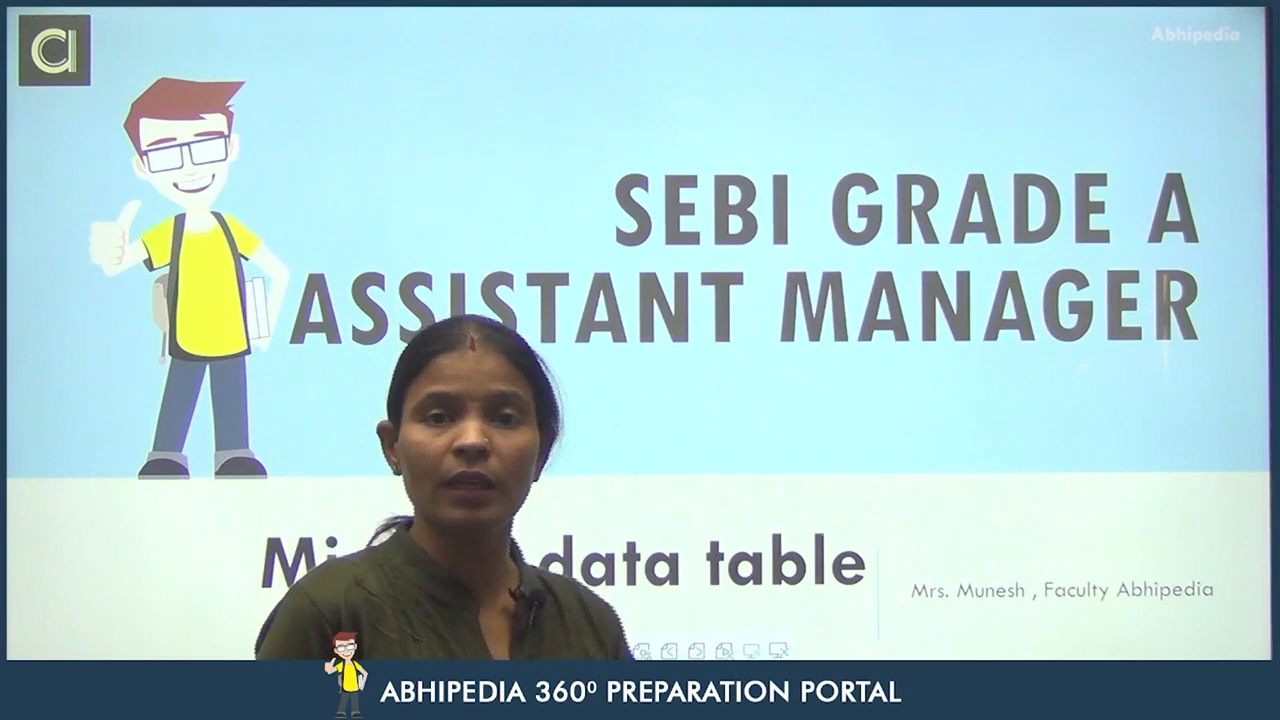 Abhipedia
SEBI GRADE A
ASSISTANT MANAGER
data table
Mrs. Munesh , Faculty Abhipedia
ABHIPEDIA 360⁰ PREPARATION PORTAL